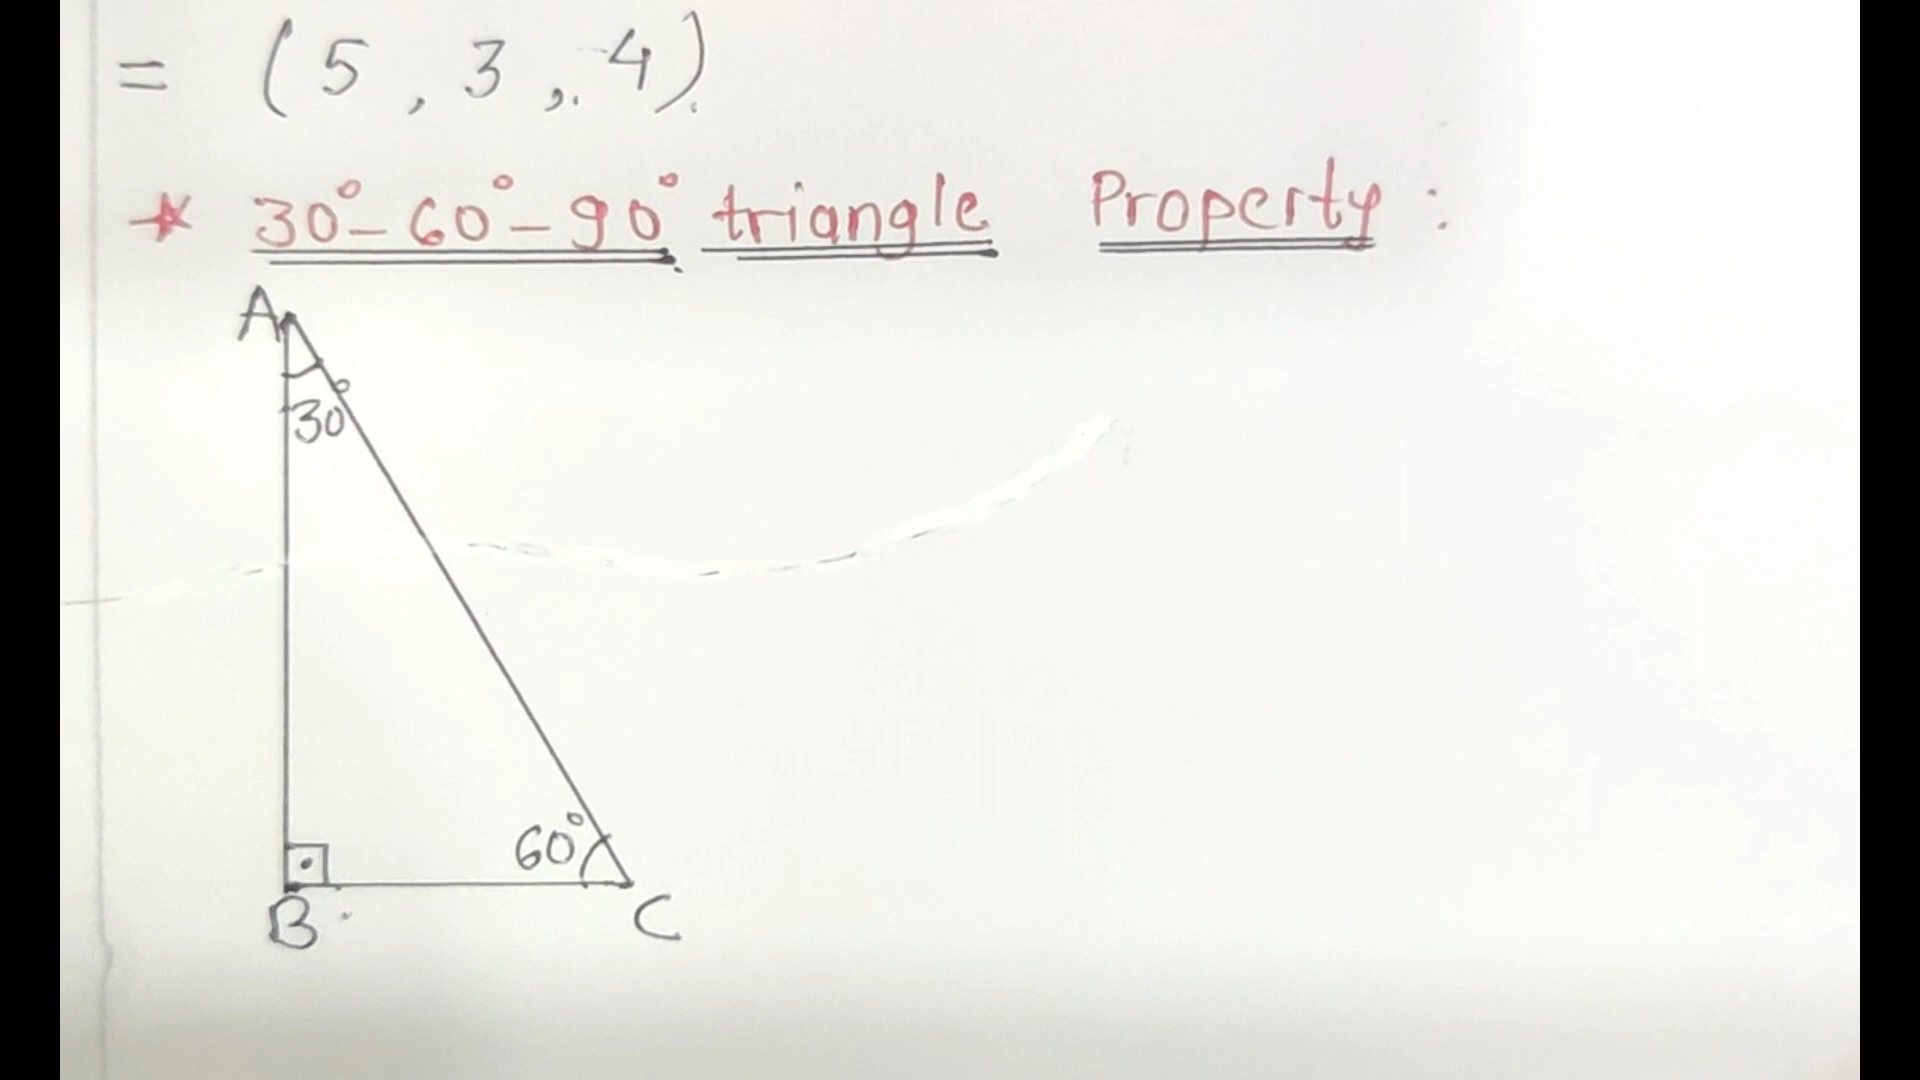 = (5, 3, 4)
* 30°-60°-90° triangle Property :
A
30°
60°
B
C